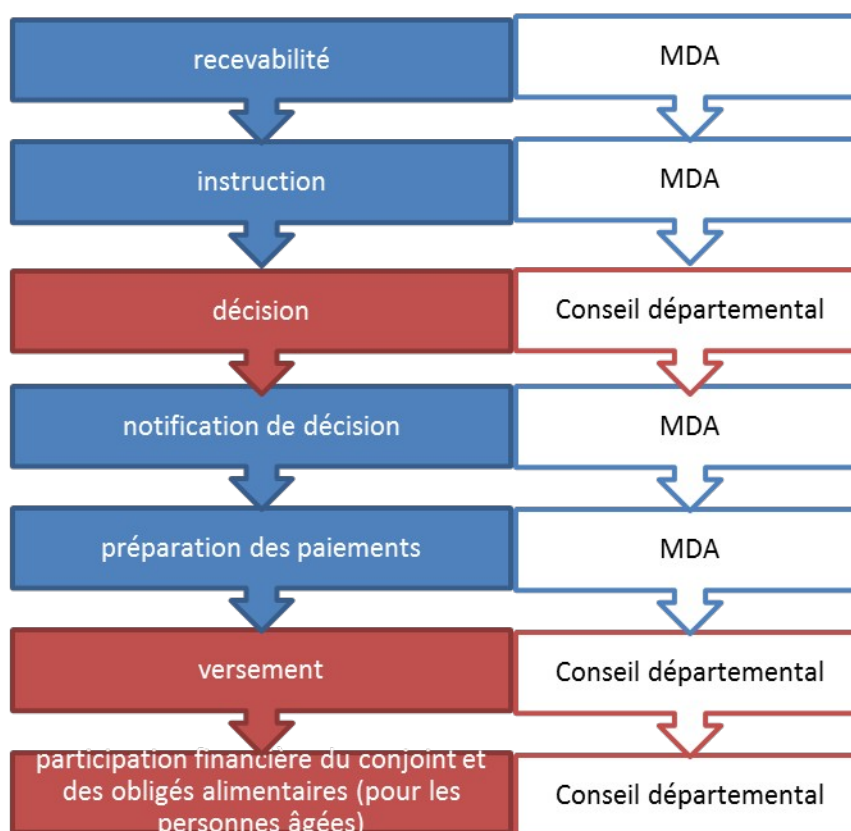 recevabilité
MDA
instruction
MDA
décision
Conseil départemental
notification de décision
MDA
préparation des paiements
MDA
versement
Conseil départemental
participation financière du conjoint et
des obligés alimentaires (pour les
personnes âgées)
Conseil départemental